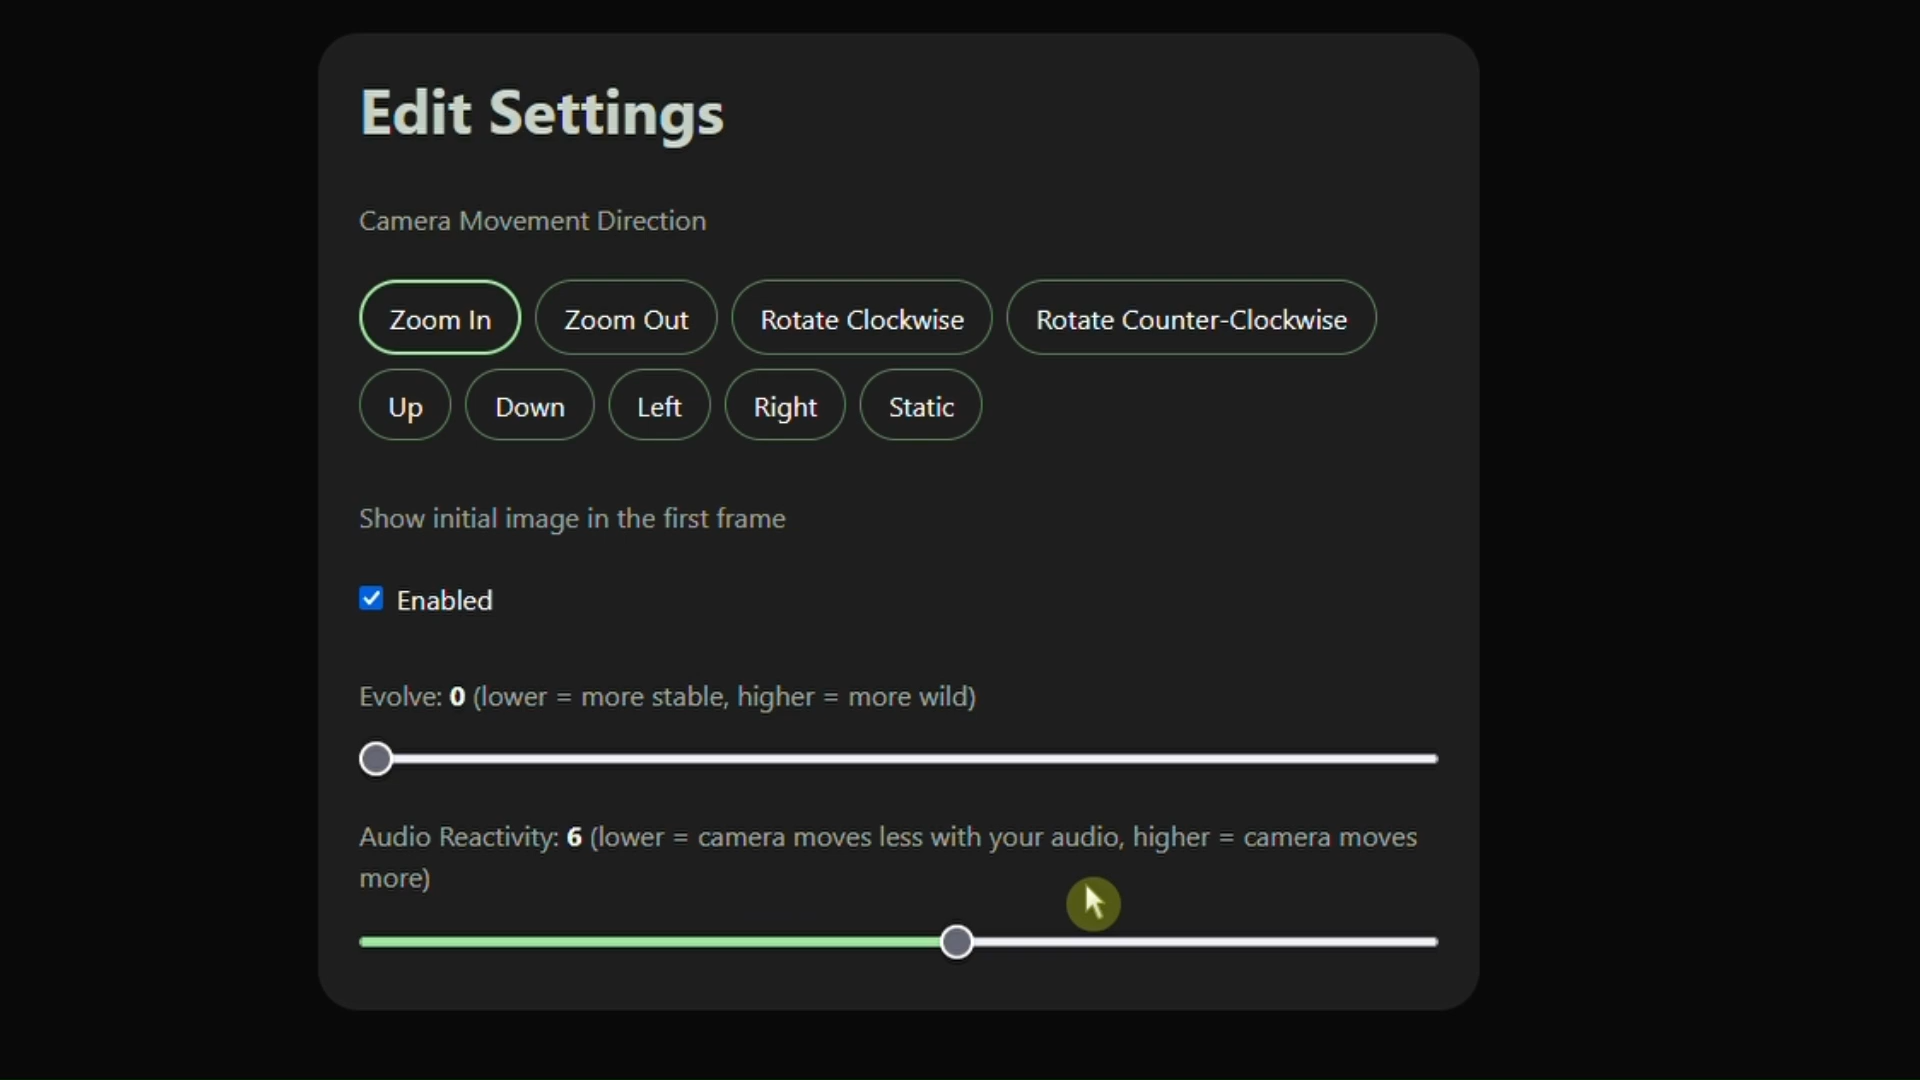 Edit Settings
Camera Movement Direction
Zoom In Zoom Out Rotate Clockwise Rotate Counter-Clockwise
Up Down Left Right Static
Show initial image in the first frame
Enabled
Evolve: 0 (lower = more stable, higher = more wild)
Audio Reactivity: 6 (lower = camera moves less with your audio, higher = camera moves
more)